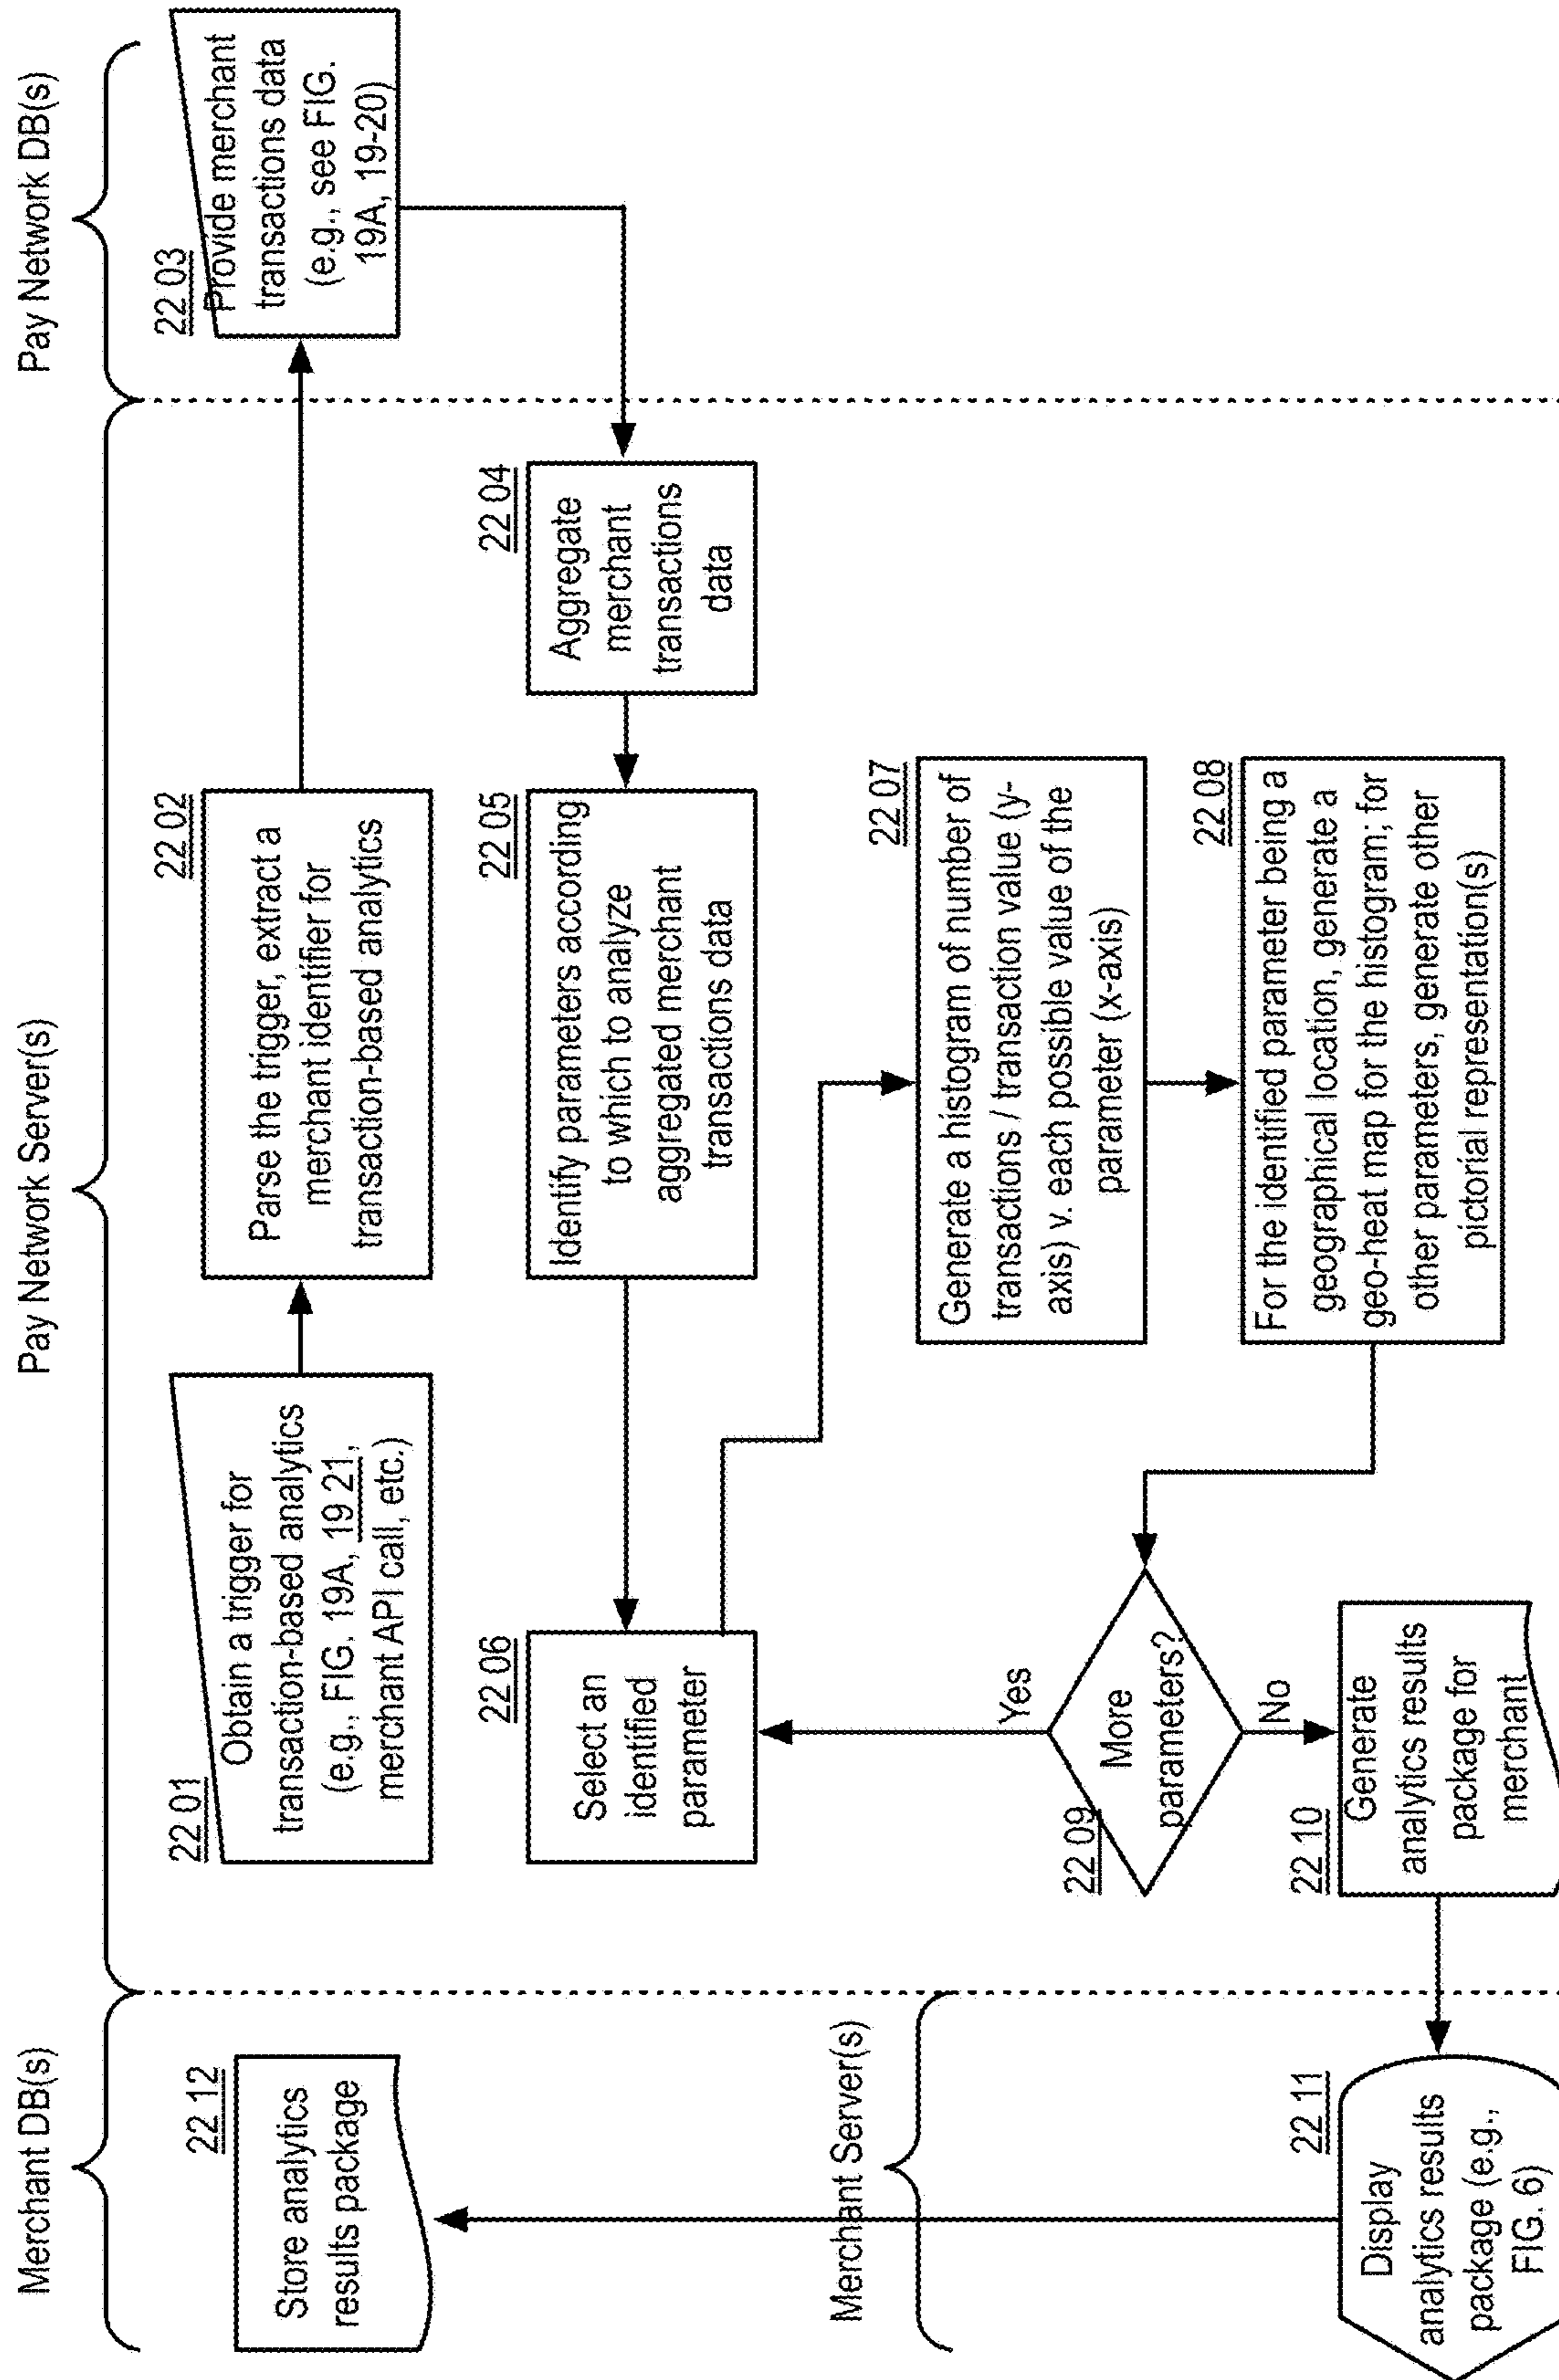 Merchant DB(s)
Pay Network Server(s)
Pay Network DB(s)
22 01
Obtain a trigger for
transaction-based analytics
(e.g., FIG. 19A, 19 21,
merchant API call, etc.)
22 02
Parse the trigger, extract a
merchant identifier for
transaction-based analytics
22 03
Provide merchant
transactions data
(e.g., see FIG.
19A, 19-20)
22 04
Aggregate
merchant
transactions
data
22 05
Identify parameters according
to which to analyze
aggregated merchant
transactions data
22 06
Select an
identified
parameter
22 07
Generate a histogram of number of
transactions / transaction value (y-
axis) v. each possible value of the
parameter (x-axis)
22 08
For the identified parameter being a
geographical location, generate a
geo-heat map for the histogram; for
other parameters, generate other
pictorial representation(s)
22 09
More
parameters?
Yes
No
22 10
Generate
analytics results
package for
merchant
Merchant Server(s)
22 11
Display
analytics results
package (e.g.,
FIG. 6)
22 12
Store analytics
results package